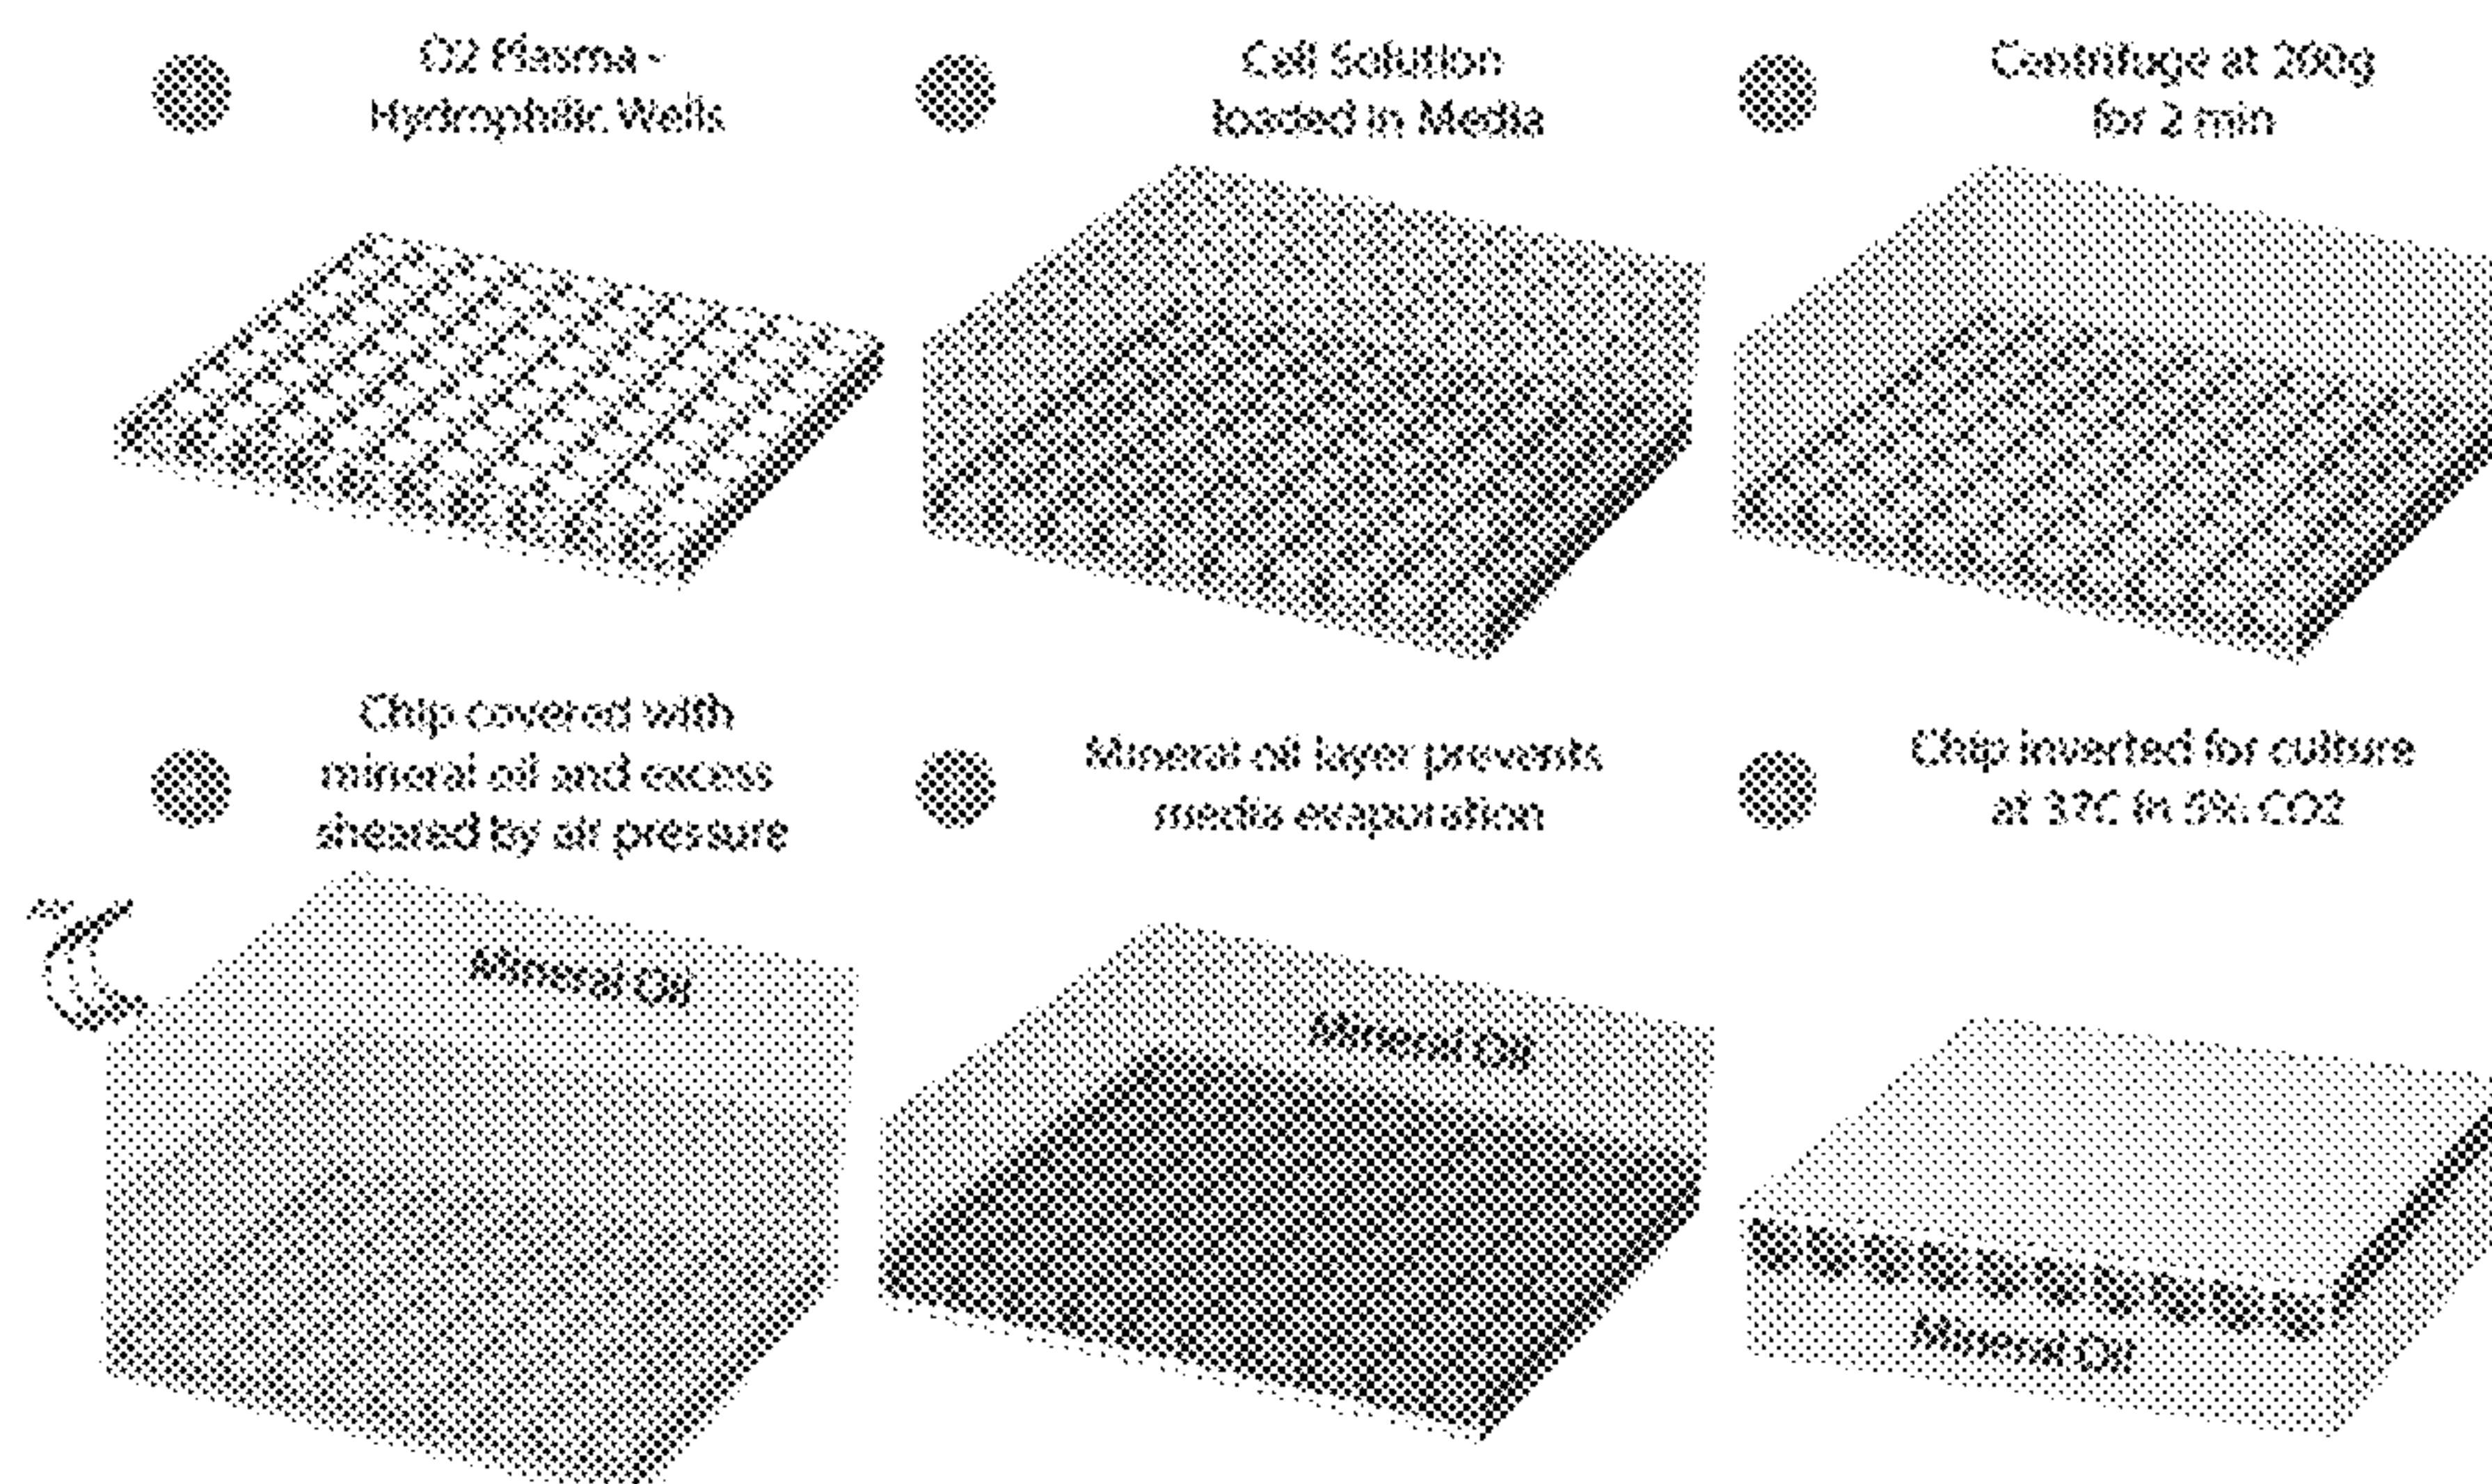 O2 Plasma -
Hydrophilic Wells
Cell Solution
loaded in Media
Centrifuge at 200g
for 2 min
Chip covered with
mineral oil and excess
sheared by air pressure
Mineral oil layer prevents
media evaporation
Chip inverted for culture
at 37C in 5% CO2
Mineral Oil
Mineral Oil
Mineral Oil